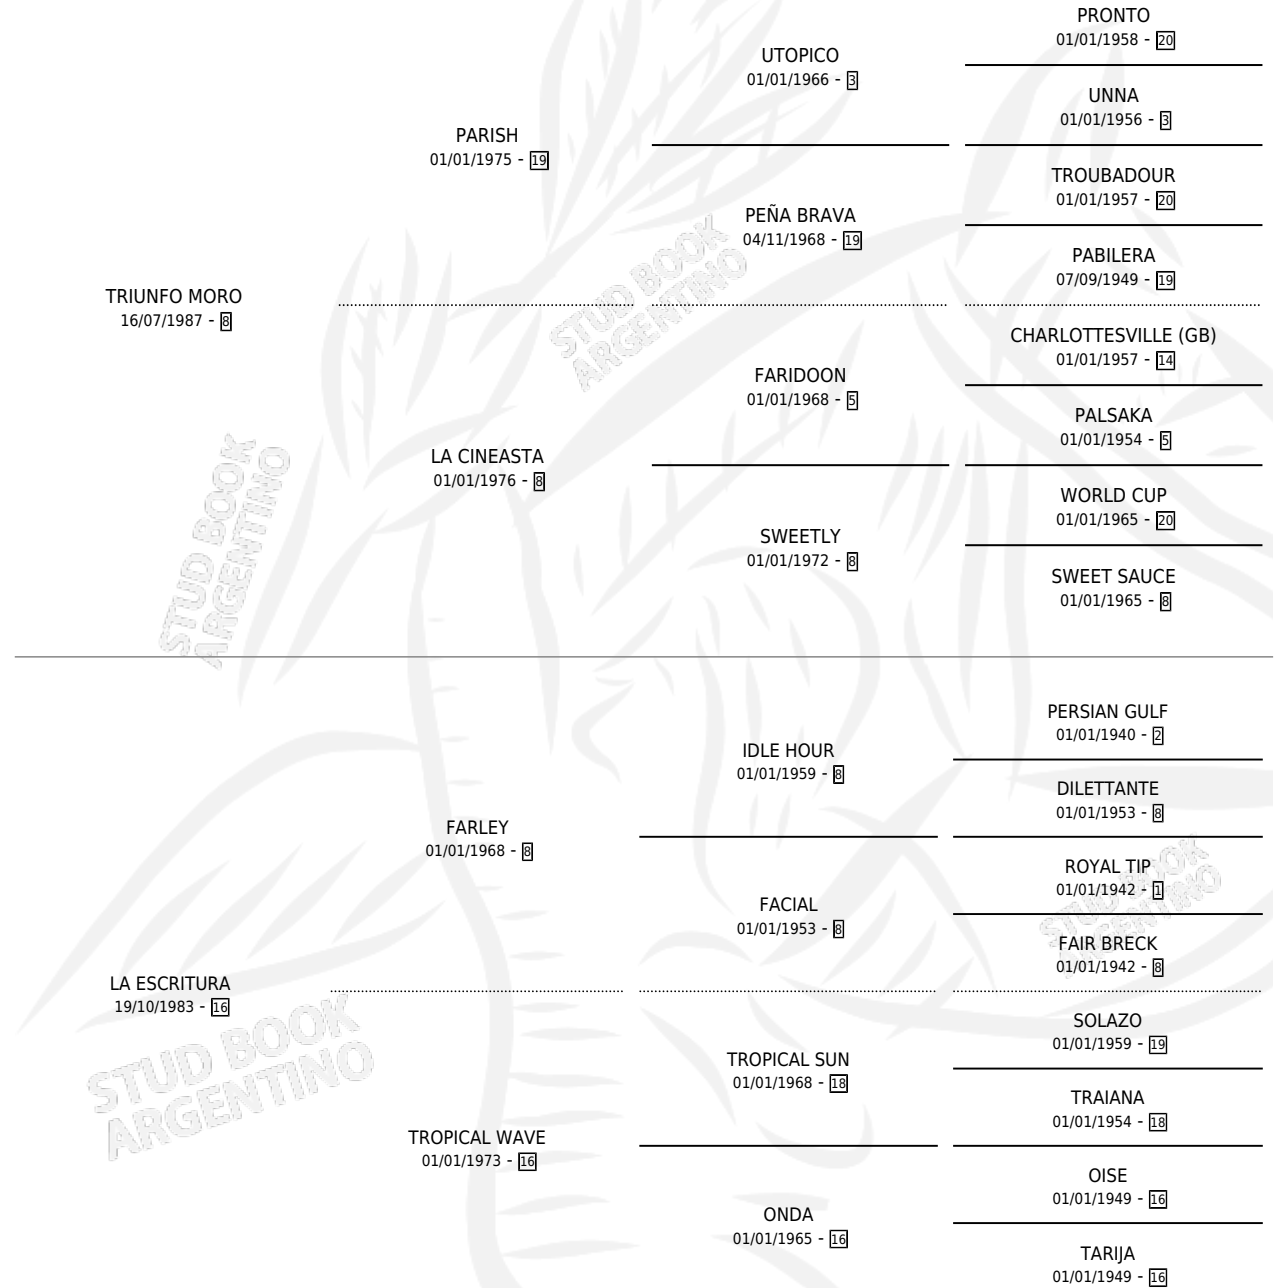 PRONTO
01/01/1958 - 20
UTOPICO
01/01/1966 - 3
UNNA
01/01/1956 - 3
PARISH
01/01/1975 - 19
TROUBADOUR
01/01/1957 - 20
PEÑA BRAVA
04/11/1968 - 19
PABILERA
07/09/1949 - 19
TRIUNFO MORO
16/07/1987 - 8
CHARLOTTESVILLE (GB)
01/01/1957 - 14
FARIDOON
01/01/1968 - 5
PALSAKA
01/01/1954 - 5
LA CINEASTA
01/01/1976 - 8
WORLD CUP
01/01/1965 - 20
SWEETLY
01/01/1972 - 8
SWEET SAUCE
01/01/1965 - 8
PERSIAN GULF
01/01/1940 - 2
IDLE HOUR
01/01/1959 - 8
DILETTANTE
01/01/1953 - 8
FARLEY
01/01/1968 - 8
ROYAL TIP
01/01/1942 - 1
FACIAL
01/01/1953 - 8
FAIR BRECK
01/01/1942 - 8
LA ESCRITURA
19/10/1983 - 16
SOLAZO
01/01/1959 - 19
TROPICAL SUN
01/01/1968 - 18
TRAIANA
01/01/1954 - 18
TROPICAL WAVE
01/01/1973 - 16
OISE
01/01/1949 - 16
ONDA
01/01/1965 - 16
TARIJA
01/01/1949 - 16
STUD BOOK
ARGENTINO
STUD BOOK
ARGENTINO
STUD BOOK
ARGENTINO
STUD BOOK
ARGENTINO